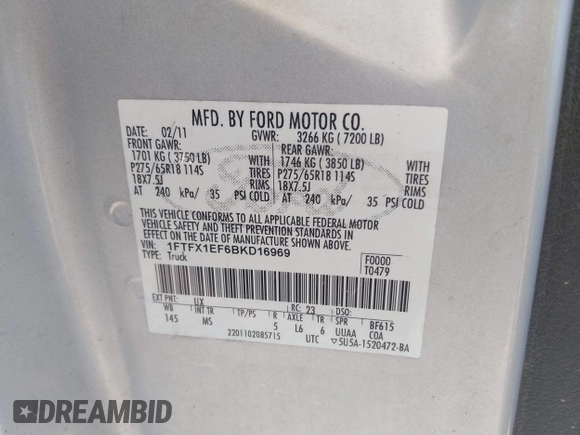 MFD. BY FORD MOTOR CO.
DATE: 02/11 GVWR: 3266 KG ( 7200 LB)
FRONT GAWR: REAR GAWR:
1701 KG ( 3750 LB) WITH 1746 KG ( 3850 LB) WITH
P275/65R18 114S TIRES P275/65R18 114S TIRES
18X7.5J RIMS 18X7.5J RIMS
AT 240 kPa/ 35 PSI COLD AT 240 kPa/ 35 PSI COLD
THIS VEHICLE CONFORMS TO ALL APPLICABLE FEDERAL MOTOR
VEHICLE SAFETY AND THEFT PREVENTION STANDARDS IN
EFFECT ON THE DATE OF MANUFACTURE SHOWN ABOVE.
VIN: 1FTFX1EF6BKD16969
TYPE: Truck
F0000
T0479
EXT PNT: UX RC: 23 DSO:
WB INT TR TP/PS R AXLE TR SPR BF615
145 MS 5 L6 6 UUAA COA
2201102085715 UTC ▽5U5A-1520472-BA
DREAMBID